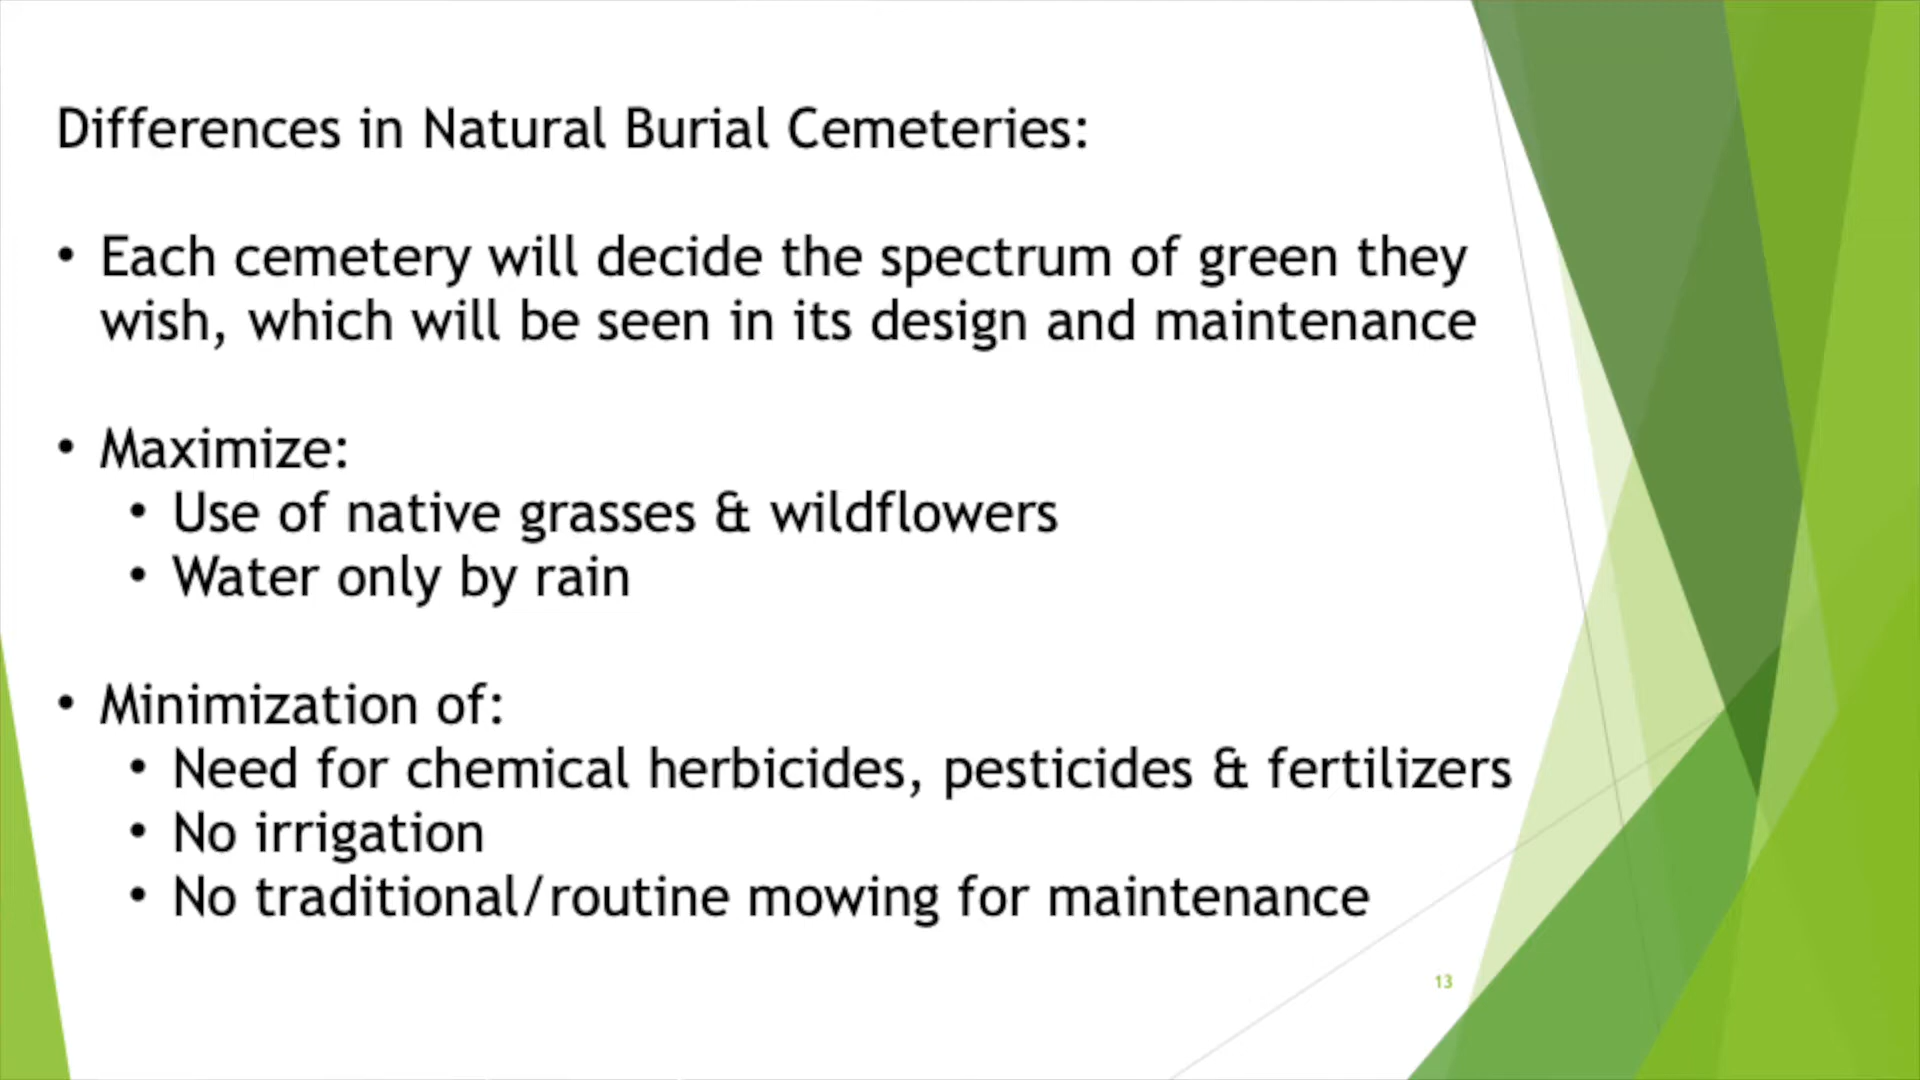 Differences in Natural Burial Cemeteries:
• Each cemetery will decide the spectrum of green they
wish, which will be seen in its design and maintenance
• Maximize:
• Use of native grasses & wildflowers
• Water only by rain
• Minimization of:
• Need for chemical herbicides, pesticides & fertilizers
• No irrigation
• No traditional/routine mowing for maintenance
13